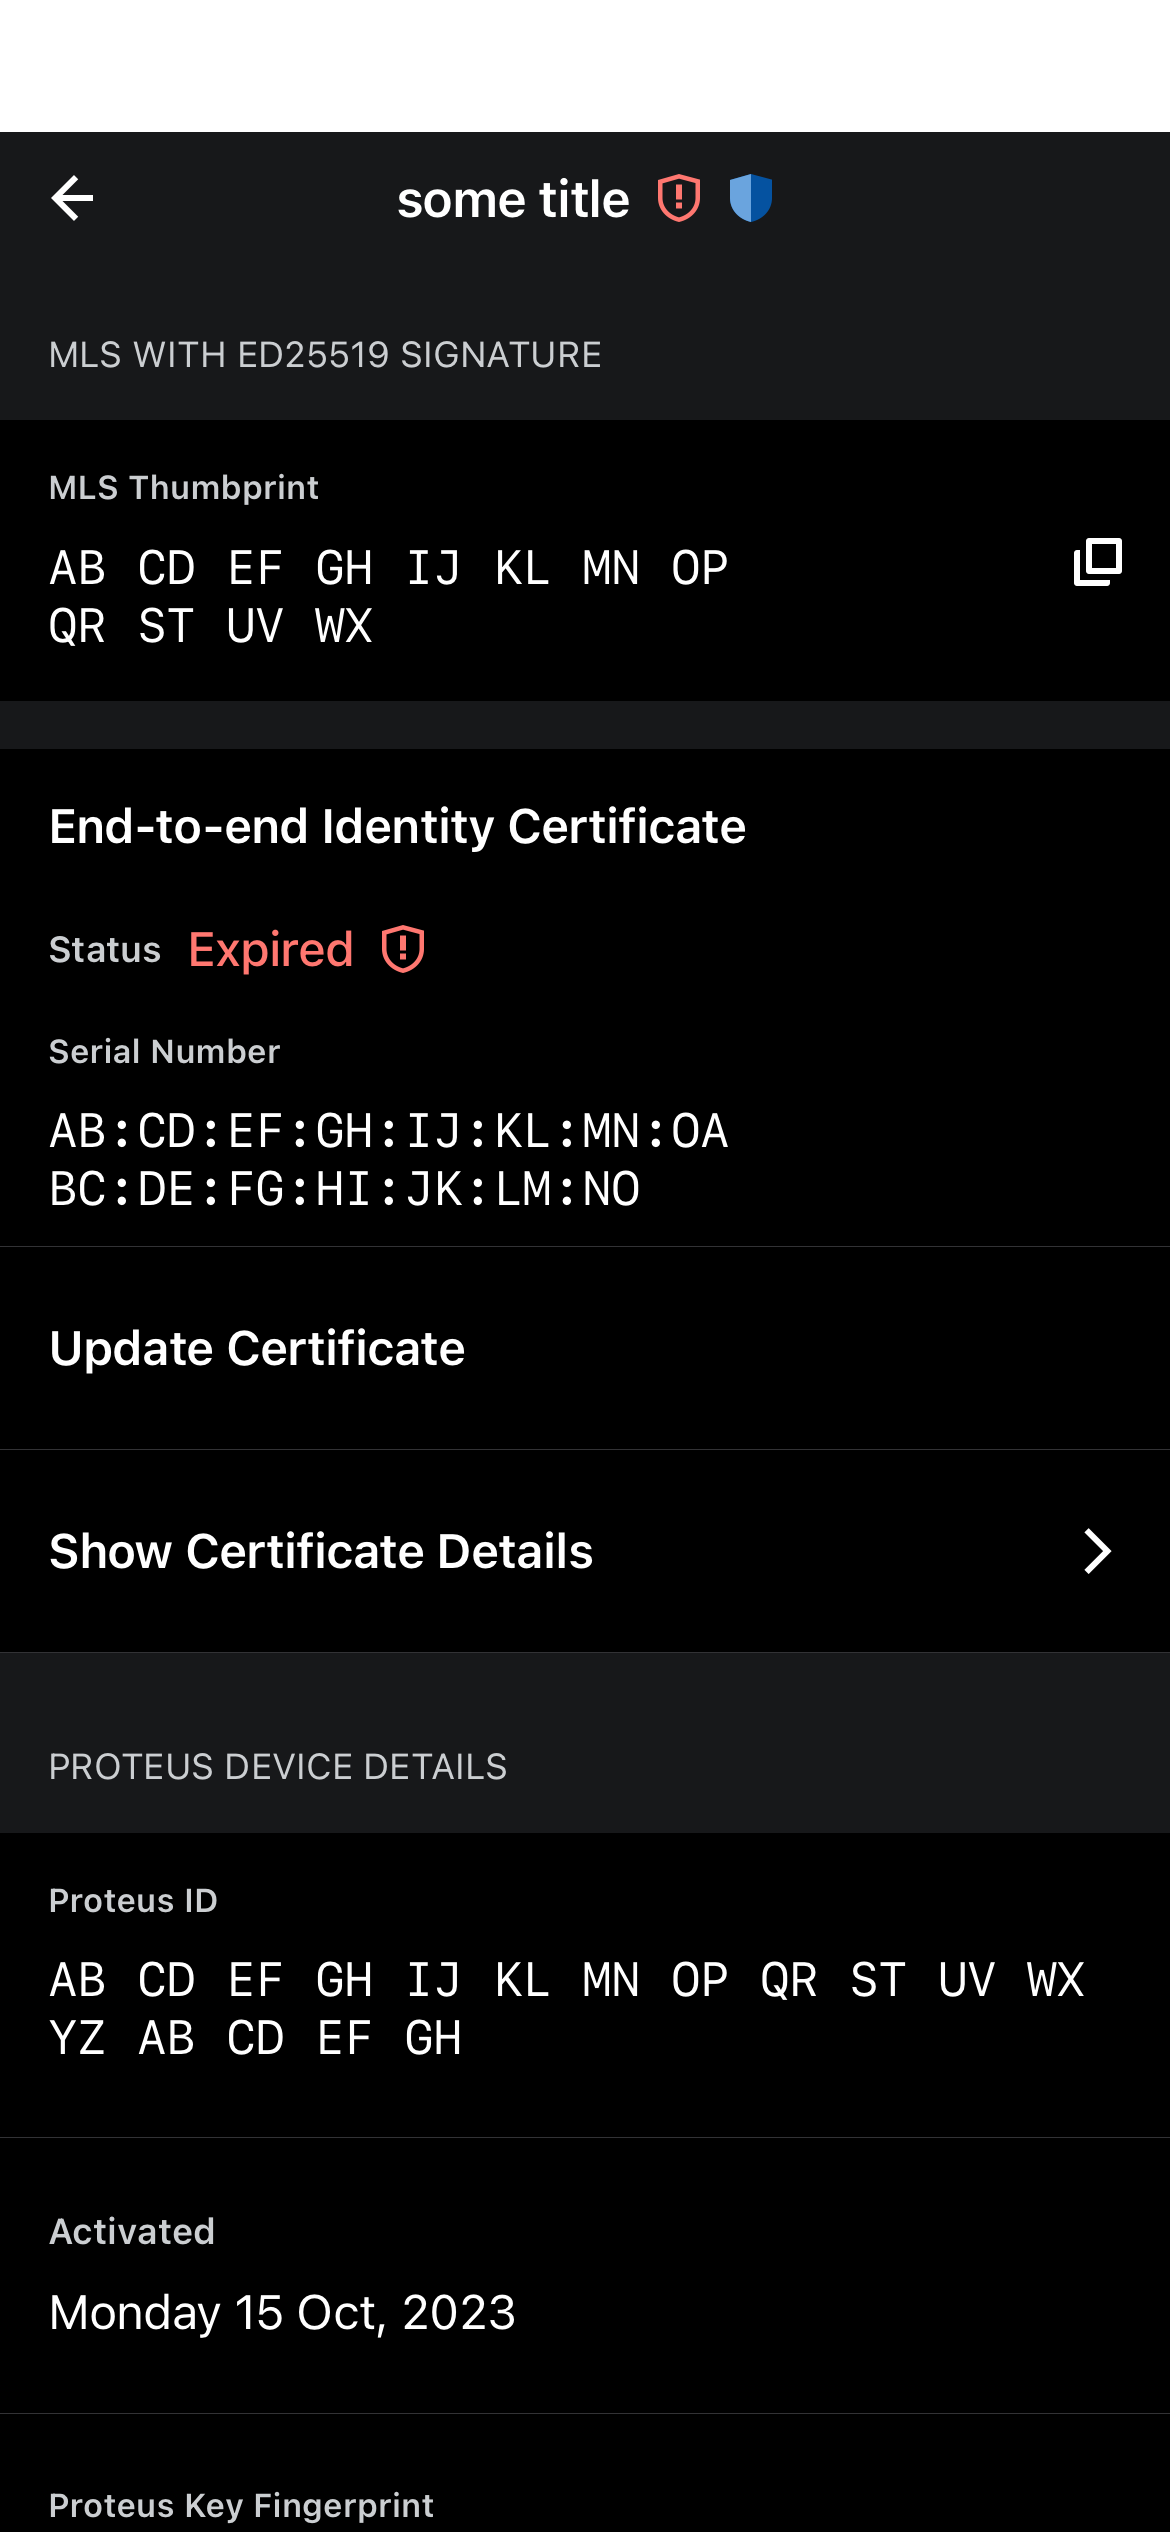 some title
MLS WITH ED25519 SIGNATURE
MLS Thumbprint
AB CD EF GH IJ KL MN OP
QR ST UV WX
End-to-end Identity Certificate
Status Expired
Serial Number
AB:CD:EF:GH:IJ:KL:MN:OA
BC:DE:FG:HI:JK:LM:NO
Update Certificate
Show Certificate Details
PROTEUS DEVICE DETAILS
Proteus ID
AB CD EF GH IJ KL MN OP QR ST UV WX
YZ AB CD EF GH
Activated
Monday 15 Oct, 2023
Proteus Key Fingerprint